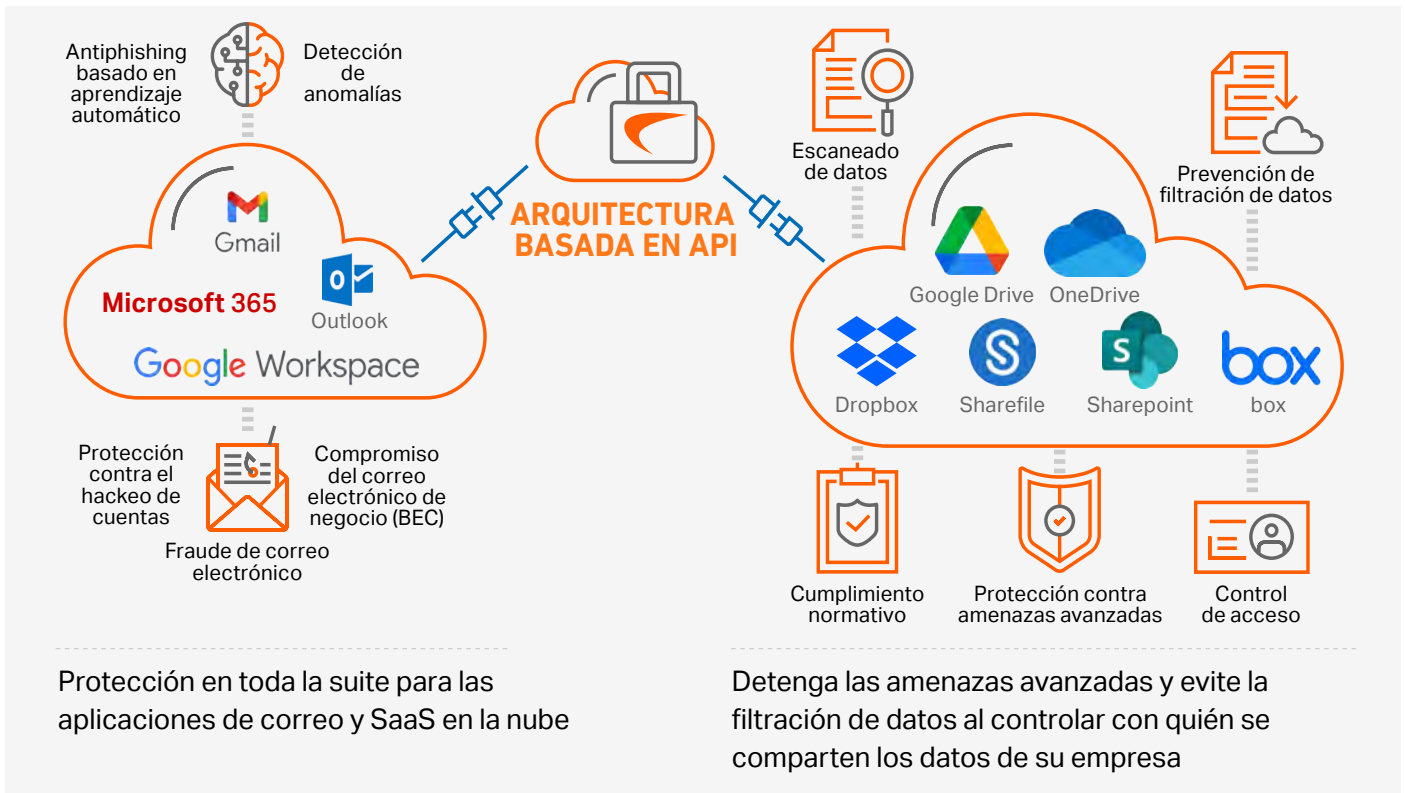 Antiphishing
basado en
aprendizaje
automático
Detección
de
anomalías
Gmail
Outlook
Microsoft 365
Google Workspace
Protección
contra el
hackeo de
cuentas
Compromiso
del correo
electrónico de
negocio (BEC)
Fraude de correo
electrónico
ARQUITECTURA
BASADA EN API
Escaneado
de datos
Prevención de
filtración de datos
Google Drive
OneDrive
Dropbox
Sharefile
S
Sharepoint
box
box
Cumplimiento
normativo
Protección contra
amenazas avanzadas
Control
de acceso
Protección en toda la suite para las
aplicaciones de correo y SaaS en la nube
Detenga las amenazas avanzadas y evite la
filtración de datos al controlar con quién se
comparten los datos de su empresa